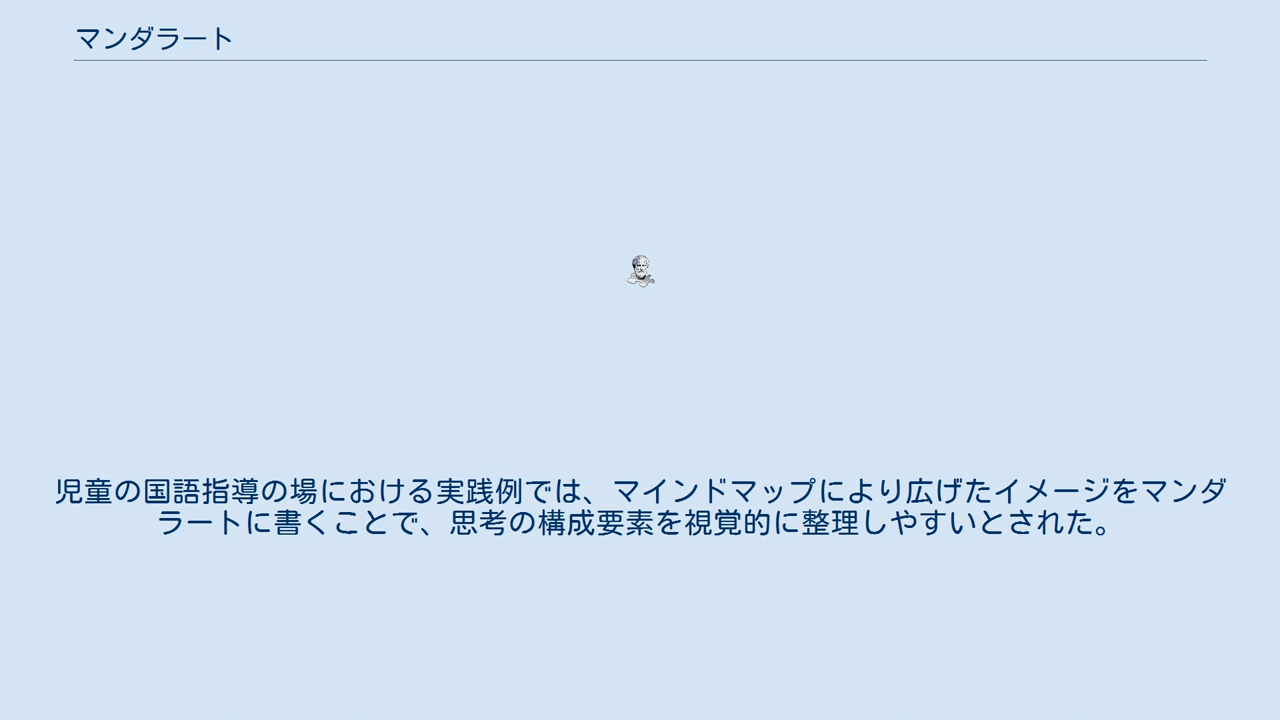 マンダラート
児童の国語指導の場における実践例では、マインドマップにより広げたイメージをマンダ
ラートに書くことで、思考の構成要素を視覚的に整理しやすいとされた。